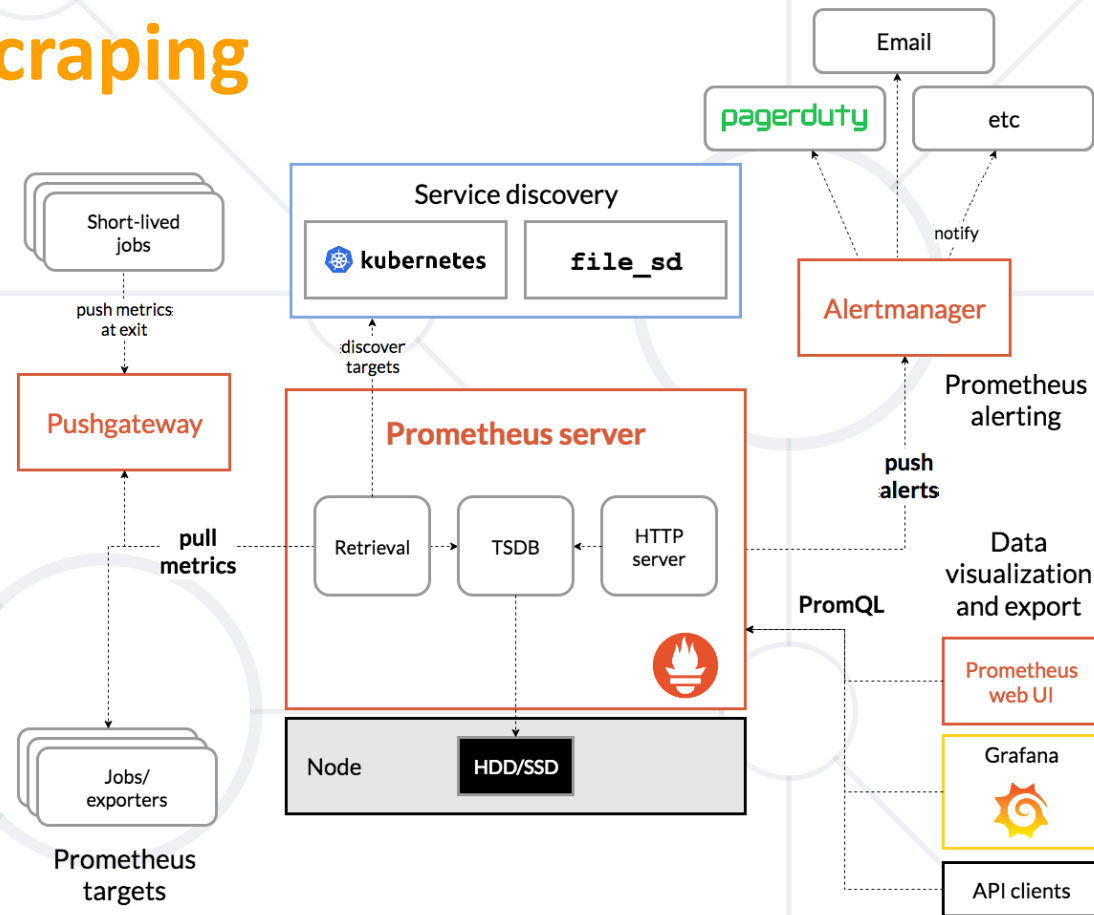 craping
Email
pagerduty
etc
Short-lived
jobs
Service discovery
kubernetes
file_sd
notify
push metrics
at exit
Alertmanager
discover
targets
Pushgateway
Prometheus server
Prometheus
alerting
push
alerts
pull
metrics
Retrieval
TSDB
HTTP
server
Data
visualization
and export
PromQL
Prometheus
web UI
Node
HDD/SSD
Grafana
Jobs/
exporters
Prometheus
targets
API clients